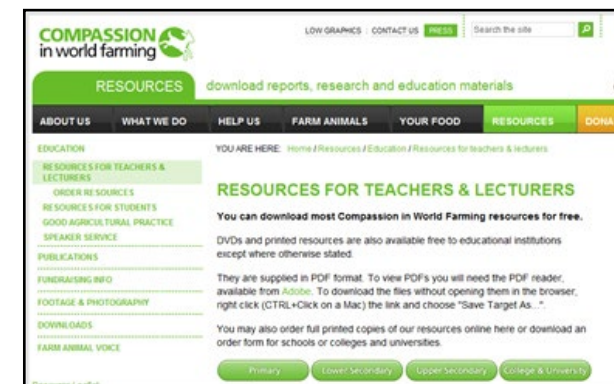 COMPASSION
in world farming
LOW GRAPHICS : CONTACT US PRESS Search the site
RESOURCES download reports, research and education materials
ABOUT US WHAT WE DO HELP US FARM ANIMALS YOUR FOOD RESOURCES DONA
EDUCATION
RESOURCES FOR TEACHERS &
LECTURERS
ORDER RESOURCES
RESOURCES FOR STUDENTS
GOOD AGRICULTURAL PRACTICE
SPEAKER SERVICE
PUBLICATIONS
FUNDRAISING INFO
FOOTAGE & PHOTOGRAPHY
DOWNLOADS
FARM ANIMAL VOICE
YOU ARE HERE: Home / Resources / Education / Resources for teachers & lecturers
RESOURCES FOR TEACHERS & LECTURERS
You can download most Compassion in World Farming resources for free.
DVDs and printed resources are also available free to educational institutions
except where otherwise stated.
They are supplied in PDF format. To view PDFs you will need the PDF reader,
available from Adobe. To download the files without opening them in the browser,
right click (CTRL+Click on a Mac) the link and choose "Save Target As...".
You may also order full printed copies of our resources online here or download an
order form for schools or colleges and universities.
Primary Lower Secondary Upper Secondary College & University